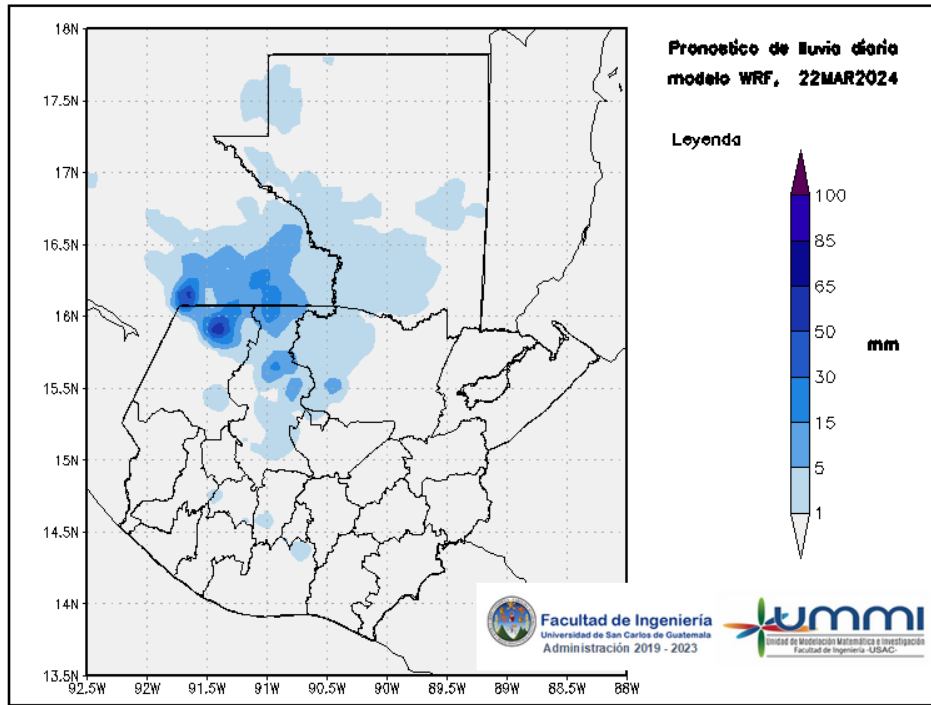 Pronostico de lluvia diaria
modelo WRF, 22MAR2024
Leyenda
100
85
65
50
30
15
5
1
mm
18N
17.5N
17N
16.5N
16N
15.5N
15N
14.5N
14N
13.5N
92.5W
92W
91.5W
91W
90.5W
90W
89.5W
89W
88.5W
88W
Facultad de Ingeniería
Universidad de San Carlos de Guatemala
Administración 2019 - 2023
UMMI
Unidad de Modelación Matemática e Investigación
Facultad de Ingeniería -USAC-